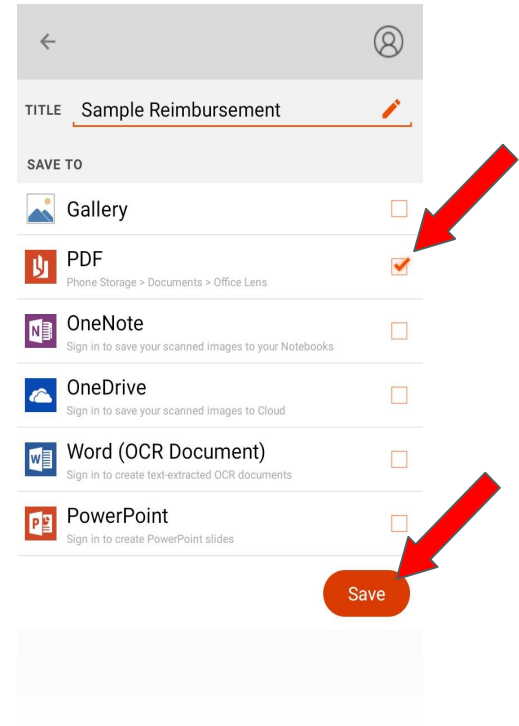 TITLE Sample Reimbursement
SAVE TO
Gallery
PDF
Phone Storage > Documents > Office Lens
OneNote
Sign in to save your scanned images to your Notebooks
OneDrive
Sign in to save your scanned images to Cloud
Word (OCR Document)
Sign in to create text-extracted OCR documents
PowerPoint
Sign in to create PowerPoint slides
Save